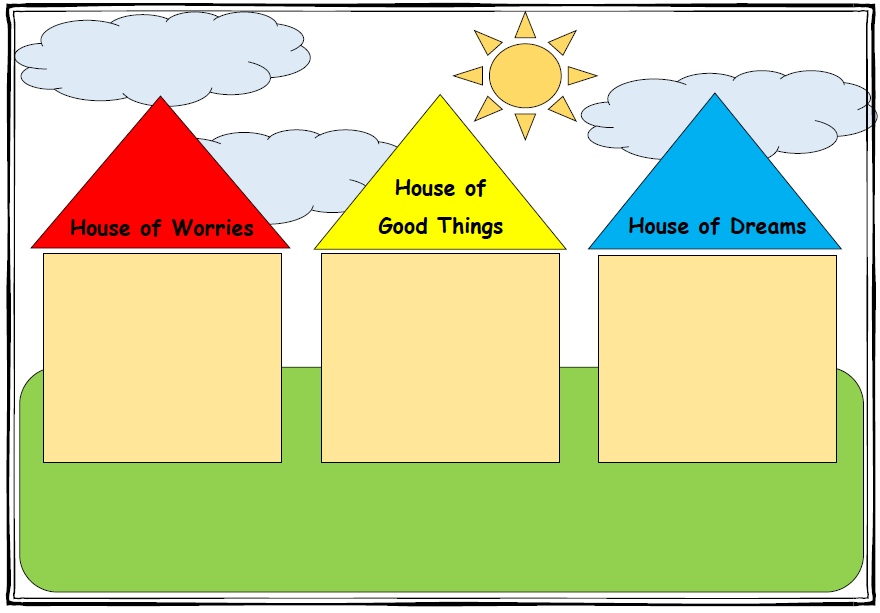 House of Worries
House of
Good Things
House of Dreams